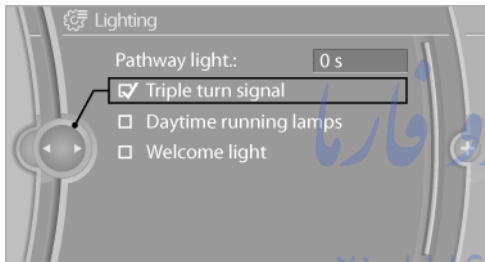 Lighting
Pathway light.: 0 s
Triple turn signal
Daytime running lamps
Welcome light